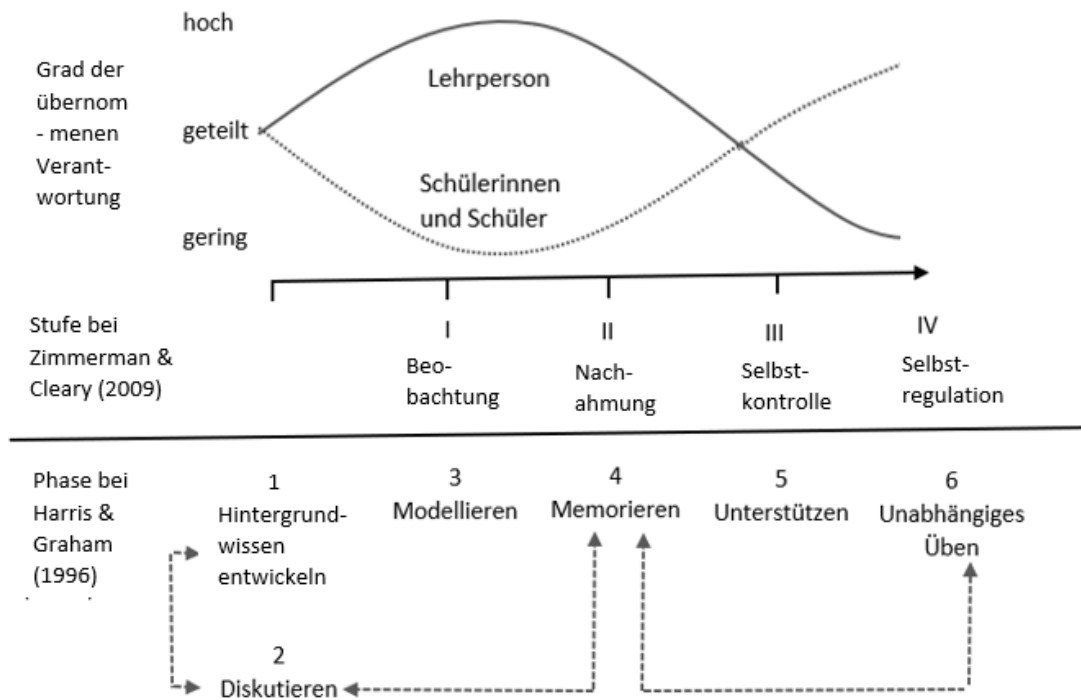 hoch
Grad der
übernom
- menen
Verant-
wortung
Lehrperson
geteilt
Schülerinnen
und Schüler
gering
Stufe bei
Zimmerman &
Cleary (2009)
I
Beo-
bachtung
II
Nach-
ahmung
III
Selbst-
kontrolle
IV
Selbst-
regulation
Phase bei
Harris &
Graham
(1996)
1
Hintergrund-
wissen
entwickeln
2
Diskutieren
3
Modellieren
4
Memorieren
5
Unterstützen
6
Unabhängiges
Üben